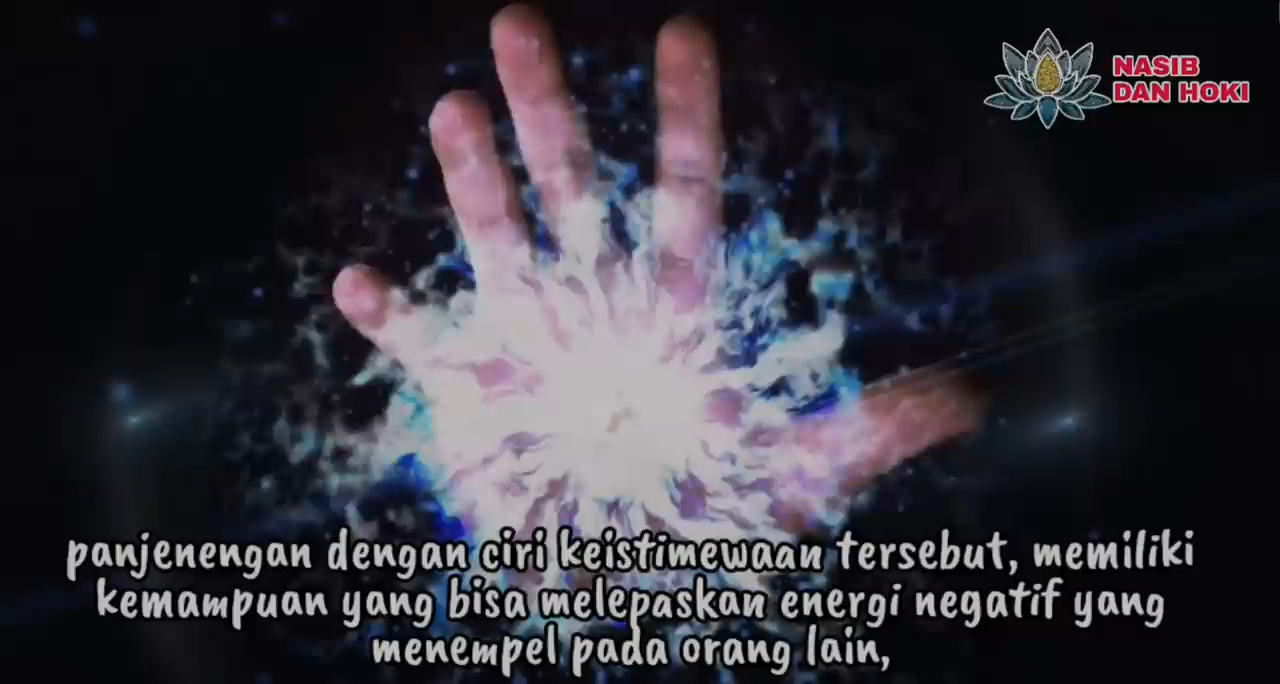 NASIB
DAN HOKI
panjenengan dengan ciri keistimewaan tersebut, memiliki
kemampuan yang bisa melepaskan energi negatif yang
menempel pada orang lain,